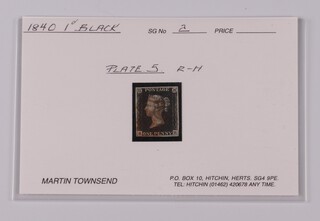 1840 1d BLACK SG No 2 PRICE
PLATE 5 R-H
POSTAGE
ONE PENNY
MARTIN TOWNSEND
P.O. BOX 10, HITCHIN, HERTS. SG4 9PE.
TEL: HITCHIN (01462) 420678 ANY TIME.